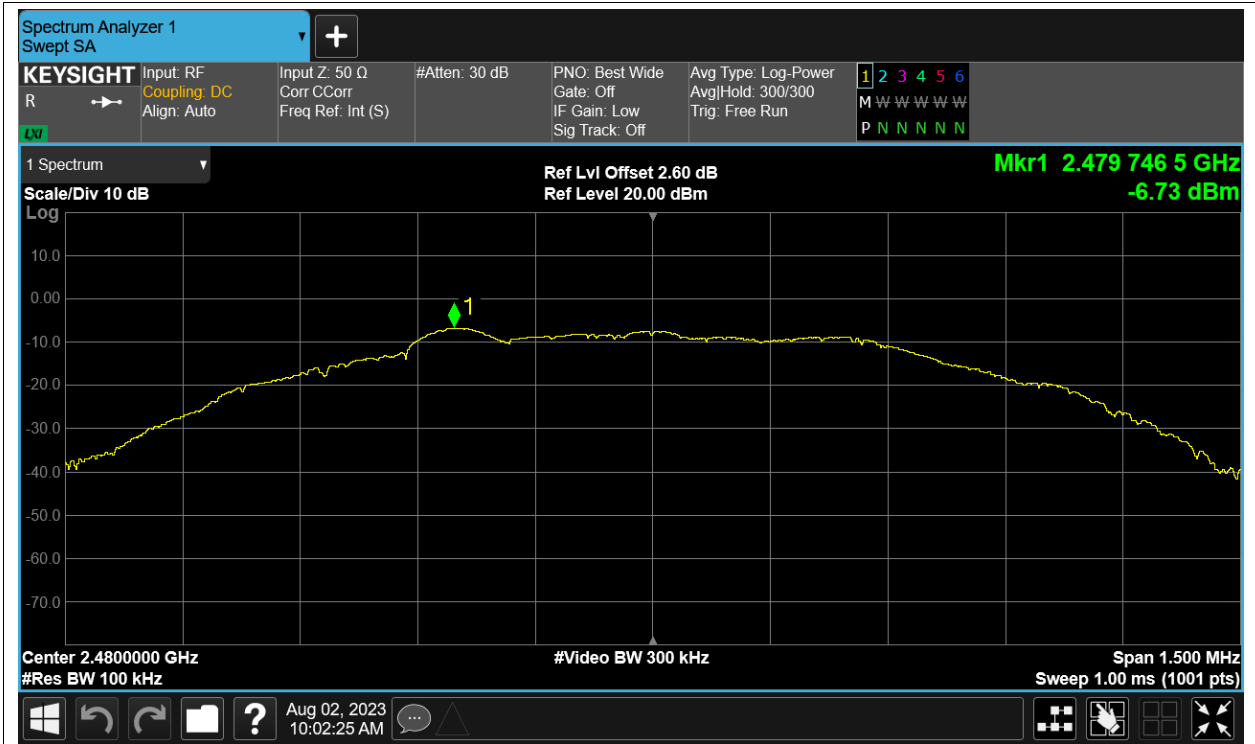 Spectrum Analyzer 1
Swept SA
KEYSIGHT
R
LXI
Input: RF
Coupling: DC
Align: Auto
Input Z: 50 Ω
Corr CCorr
Freq Ref: Int (S)
#Atten: 30 dB
PNO: Best Wide
Gate: Off
IF Gain: Low
Sig Track: Off
Avg Type: Log-Power
Avg|Hold: 300/300
Trig: Free Run
1 2 3 4 5 6
M W W W W W
P N N N N N
1 Spectrum
Scale/Div 10 dB
Log
Ref Lvl Offset 2.60 dB
Ref Level 20.00 dBm
Mkr1 2.479 746 5 GHz
-6.73 dBm
10.0
0.00
1
-10.0
-20.0
-30.0
-40.0
-50.0
-60.0
-70.0
Center 2.4800000 GHz
#Video BW 300 kHz
Span 1.500 MHz
#Res BW 100 kHz
Sweep 1.00 ms (1001 pts)
?
Aug 02, 2023
10:02:25 AM